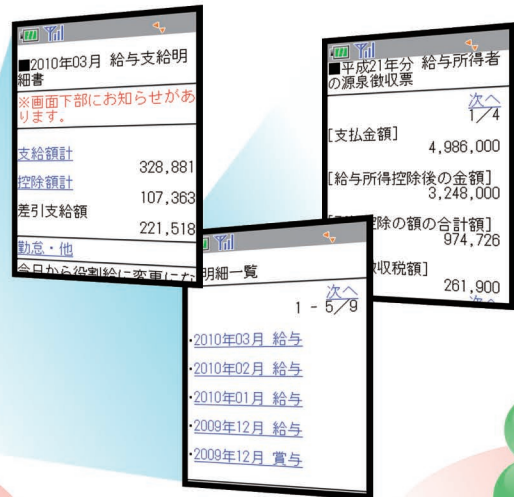 ■2010年03月 給与支給明
細書
※画面下部にお知らせがあ
ります。
支給額計
328,881
控除額計
107,363
差引支給額
221,518
勤怠・他
今日から役割給に変更にな
■平成21年分 給与所得者
の源泉徴収票
次へ
1/4
[支払金額]
4,986,000
[給与所得控除後の金額]
3,248,000
控除の額の合計額]
974,726
収税額]
261,900
次へ
明細一覧
次へ
1 - 5/9
・2010年03月 給与
・2010年02月 給与
・2010年01月 給与
・2009年12月 給与
・2009年12月 賞与